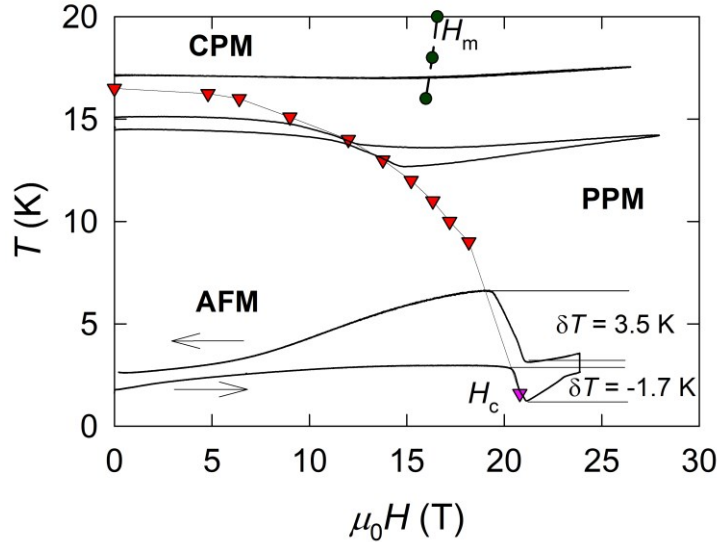 20
15
10
5
0
0
5
10
15
20
25
30
T (K)
μ₀H (T)
CPM
Hₘ
PPM
AFM
δT = 3.5 K
δT = -1.7 K
H_c